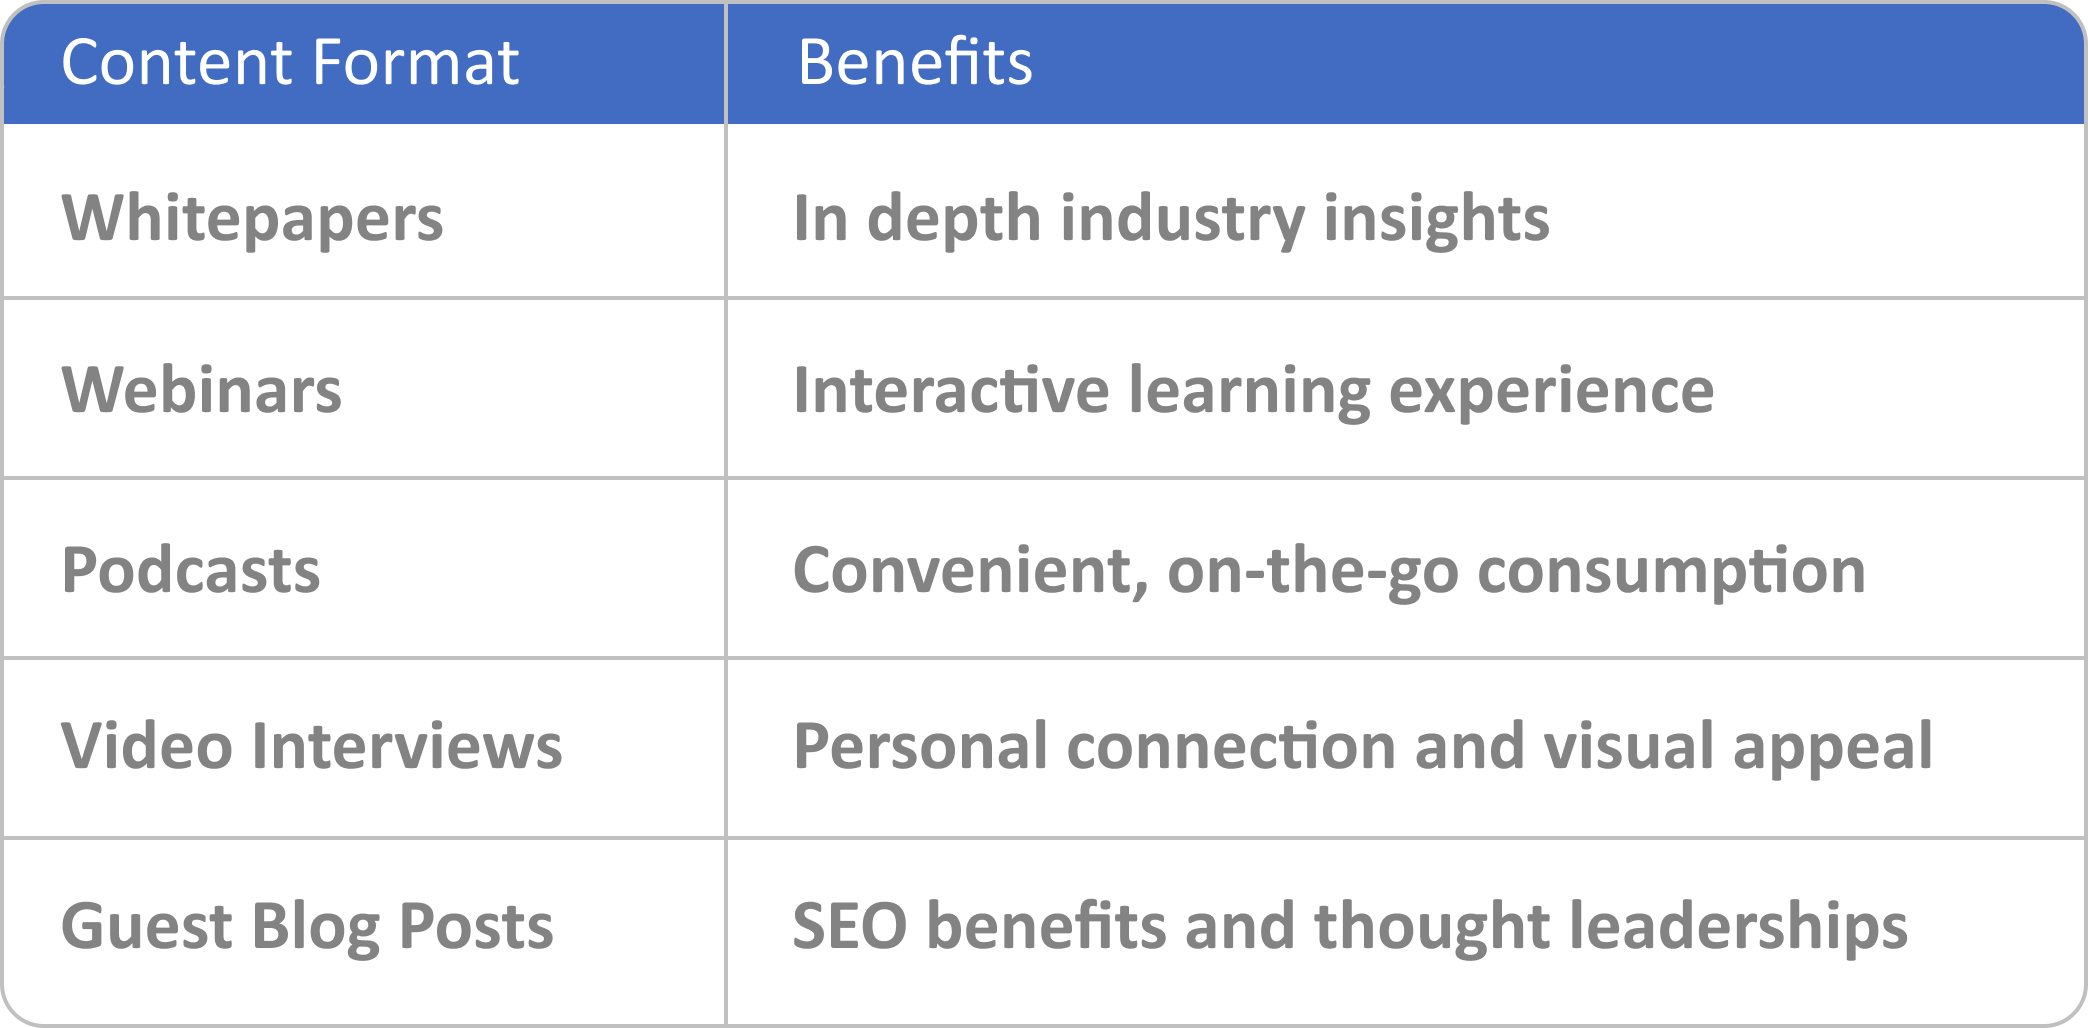 Content Format
Benefits
Whitepapers
In depth industry insights
Webinars
Interactive learning experience
Podcasts
Convenient, on-the-go consumption
Video Interviews
Personal connection and visual appeal
Guest Blog Posts
SEO benefits and thought leaderships